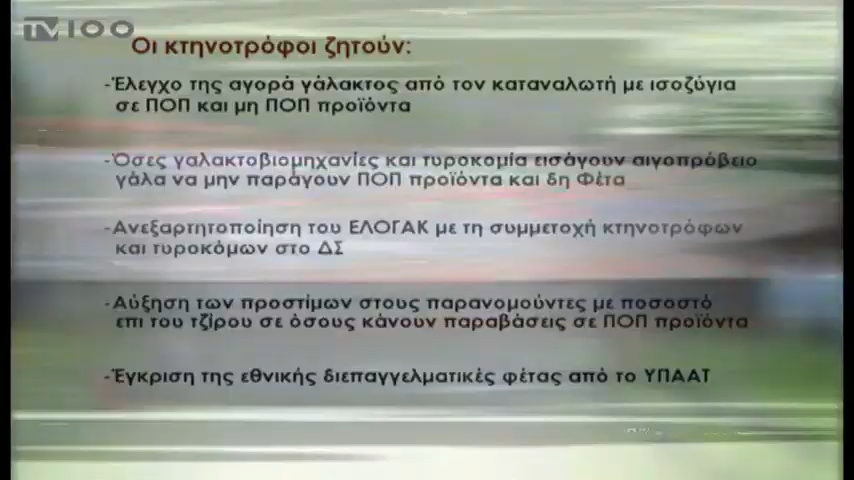 TV100
Οι κτηνοτρόφοι ζητούν:
-Έλεγχο της αγορά γάλακτος από τον καταναλωτή με ισοζύγια
σε ΠΟΠ και μη ΠΟΠ προϊόντα
-Όσες γαλακτοβιομηχανίες και τυροκομία εισάγουν αιγοπρόβειο
γάλα να μην παράγουν ΠΟΠ προϊόντα και δη Φέτα
-Ανεξαρτητοποίηση του ΕΛΟΓΑΚ με τη συμμετοχή κτηνοτρόφων
και τυροκόμων στο ΔΣ
-Αύξηση των προστίμων στους παρανομούντες με ποσοστό
επι του τζίρου σε όσους κάνουν παραβάσεις σε ΠΟΠ προϊόντα
-Έγκριση της εθνικής διεπαγγελματικές φέτας από το ΥΠΑΑΤ